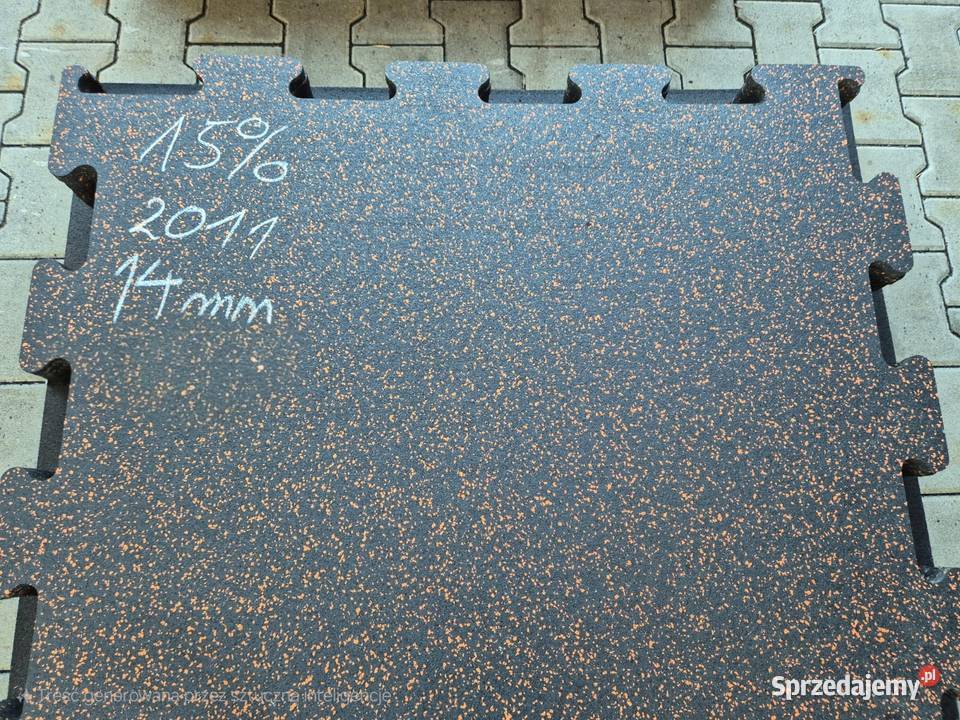 15%
2011
14mm
Treść generowana przez sztuczną inteligencję.
Sprzedajemy.pl